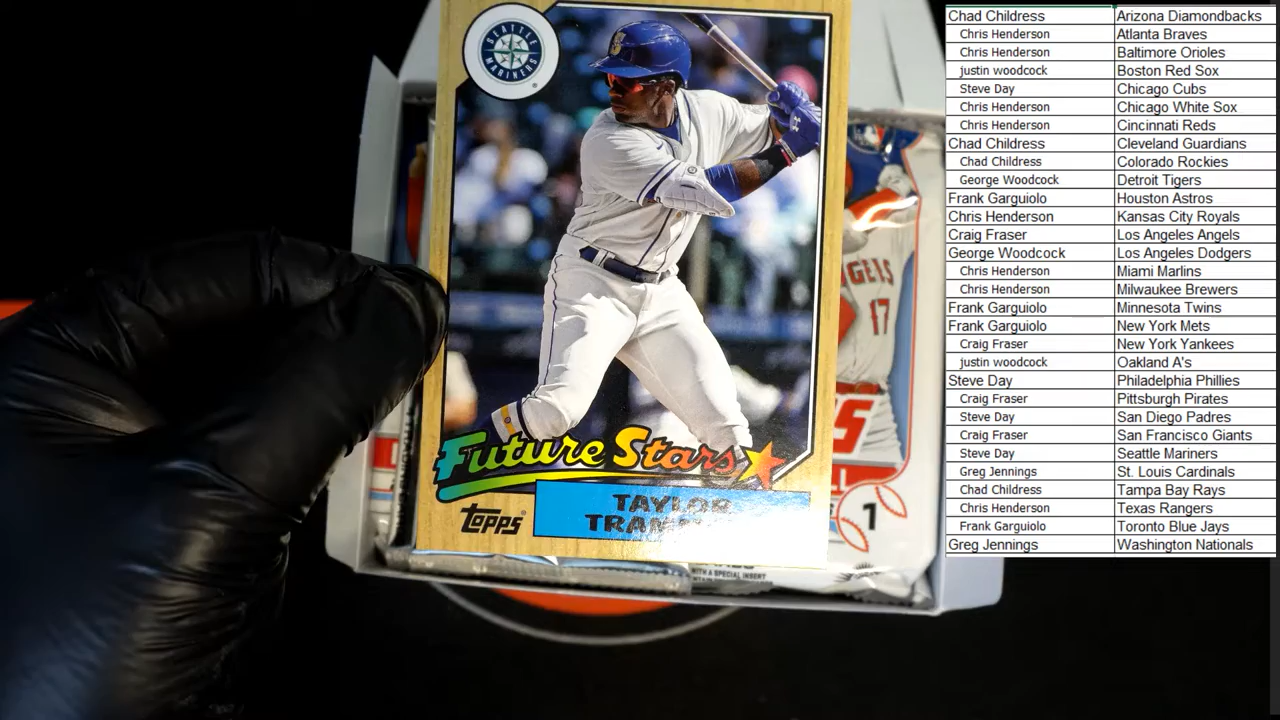 SEATTLE
MARINERS
Future Stars
TAYLOR
TOPPS
ANGELS
17
1
WITH A SPECIAL INSERT
Chad Childress Arizona Diamondbacks
Chris Henderson Atlanta Braves
Chris Henderson Baltimore Orioles
justin woodcock Boston Red Sox
Steve Day Chicago Cubs
Chris Henderson Chicago White Sox
Chris Henderson Cincinnati Reds
Chad Childress Cleveland Guardians
Chad Childress Colorado Rockies
George Woodcock Detroit Tigers
Frank Garguiolo Houston Astros
Chris Henderson Kansas City Royals
Craig Fraser Los Angeles Angels
George Woodcock Los Angeles Dodgers
Chris Henderson Miami Marlins
Chris Henderson Milwaukee Brewers
Frank Garguiolo Minnesota Twins
Frank Garguiolo New York Mets
Craig Fraser New York Yankees
justin woodcock Oakland A's
Steve Day Philadelphia Phillies
Craig Fraser Pittsburgh Pirates
Steve Day San Diego Padres
Craig Fraser San Francisco Giants
Steve Day Seattle Mariners
Greg Jennings St. Louis Cardinals
Chad Childress Tampa Bay Rays
Chris Henderson Texas Rangers
Frank Garguiolo Toronto Blue Jays
Greg Jennings Washington Nationals